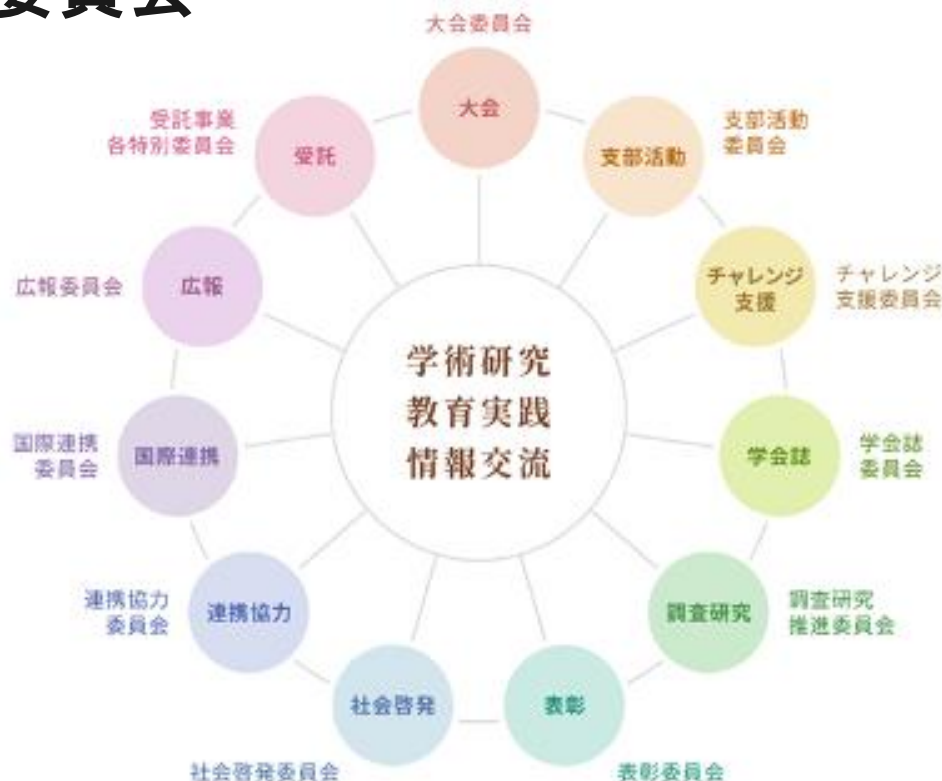 委員会
大会委員会
大会
支部活動
支部活動
委員会
チャレンジ
支援
チャレンジ
支援委員会
学会誌
学会誌
委員会
調査研究
調査研究
推進委員会
表彰
表彰委員会
社会啓発
社会啓発委員会
連携協力
連携協力
委員会
国際連携
国際連携
委員会
広報
広報委員会
受託
受託事業
各特別委員会
学術研究
教育実践
情報交流